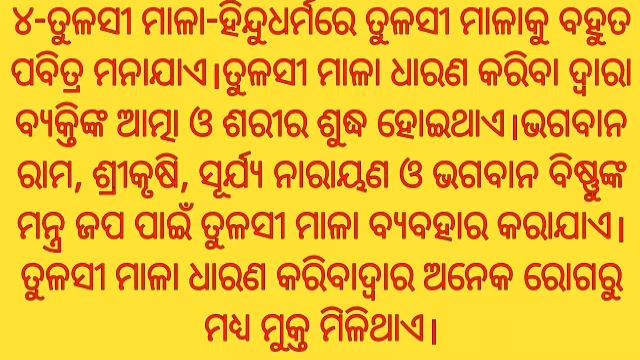 ୪-ତୁଳସୀ ମାଳା-ହିନ୍ଦୁଧର୍ମରେ ତୁଳସୀ ମାଳାକୁ ବହୁତ
ପବିତ୍ର ମନାଯାଏ।ତୁଳସୀ ମାଳା ଧାରଣ କରିବା ଦ୍ୱାରା
ବ୍ୟକ୍ତିଙ୍କ ଆତ୍ମା ଓ ଶରୀର ଶୁଦ୍ଧ ହୋଇଥାଏ।ଭଗବାନ
ରାମ, ଶ୍ରୀକୃଷି, ସୂର୍ଯ୍ୟ ନାରାୟଣ ଓ ଭଗବାନ ବିଷ୍ଣୁଙ୍କ
ମନ୍ତ୍ର ଜପ ପାଇଁ ତୁଳସୀ ମାଳା ବ୍ୟବହାର କରାଯାଏ।
ତୁଳସୀ ମାଳା ଧାରଣ କରିବାଦ୍ୱାର ଅନେକ ରୋଗରୁ
ମଧ୍ୟ ମୁକ୍ତ ମିଳିଥାଏ।